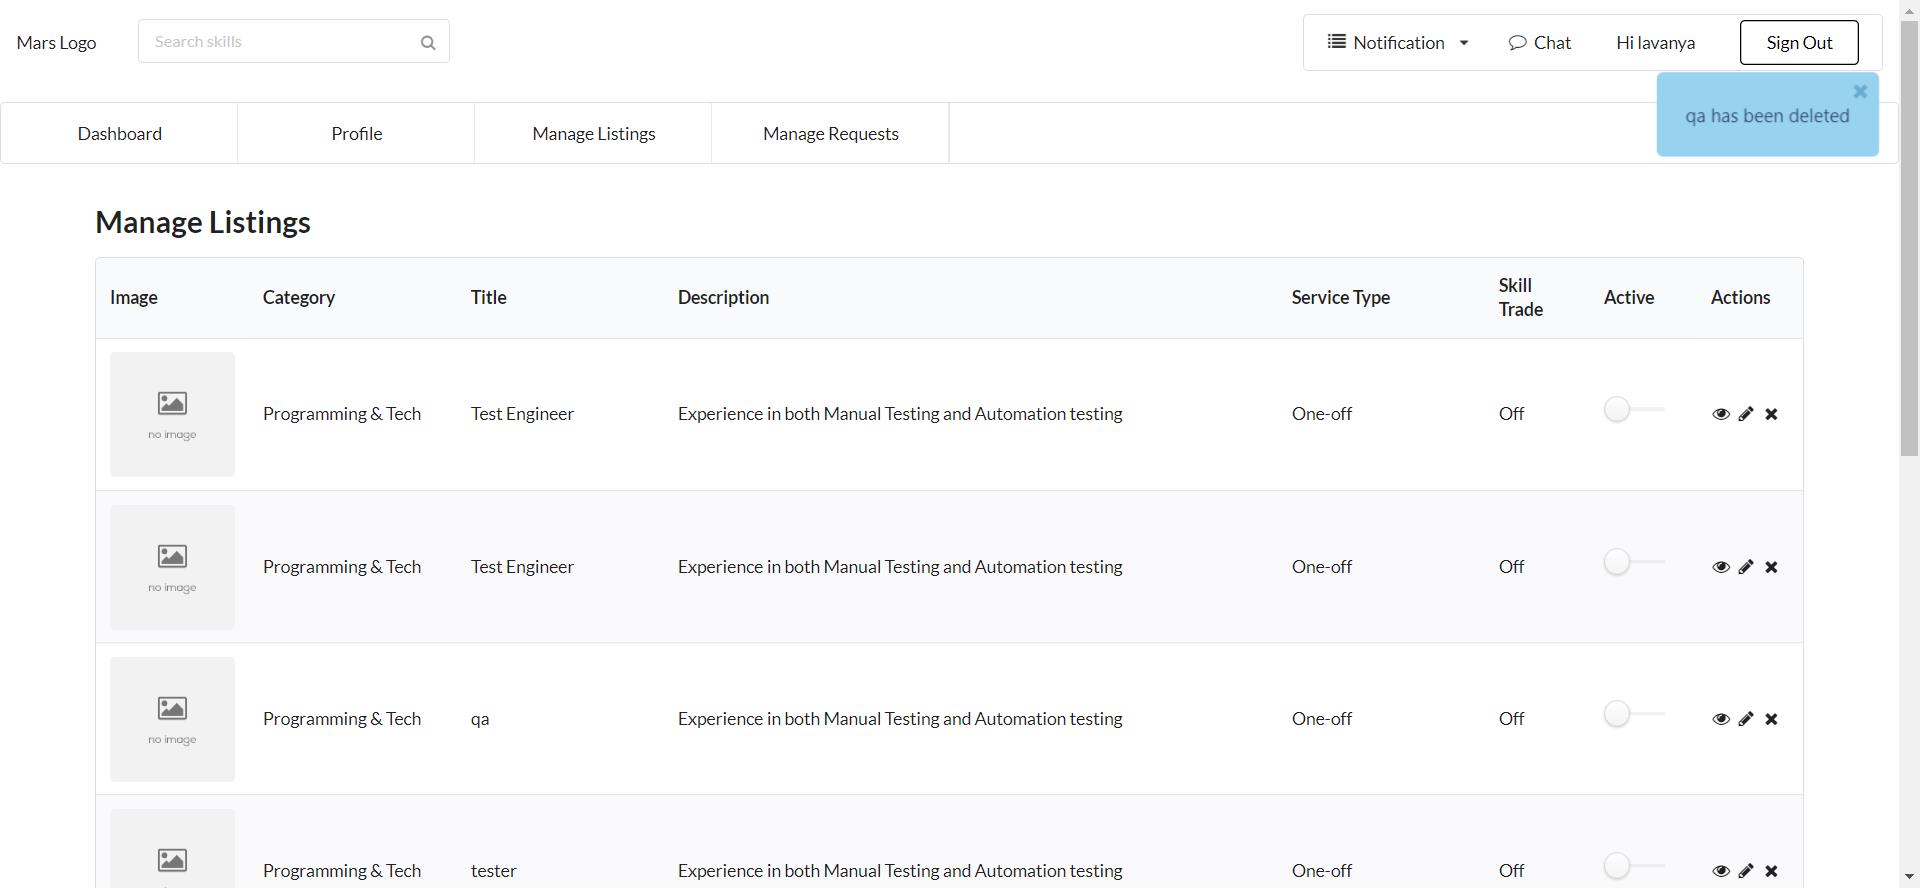 Mars Logo
Search skills
Notification
Chat
Hi lavanya
Sign Out
qa has been deleted
Dashboard
Profile
Manage Listings
Manage Requests
Manage Listings
Image Category Title Description Service Type Skill Trade Active Actions
no image
Programming & Tech Test Engineer Experience in both Manual Testing and Automation testing One-off Off
no image
Programming & Tech Test Engineer Experience in both Manual Testing and Automation testing One-off Off
no image
Programming & Tech qa Experience in both Manual Testing and Automation testing One-off Off
no image
Programming & Tech tester Experience in both Manual Testing and Automation testing One-off Off